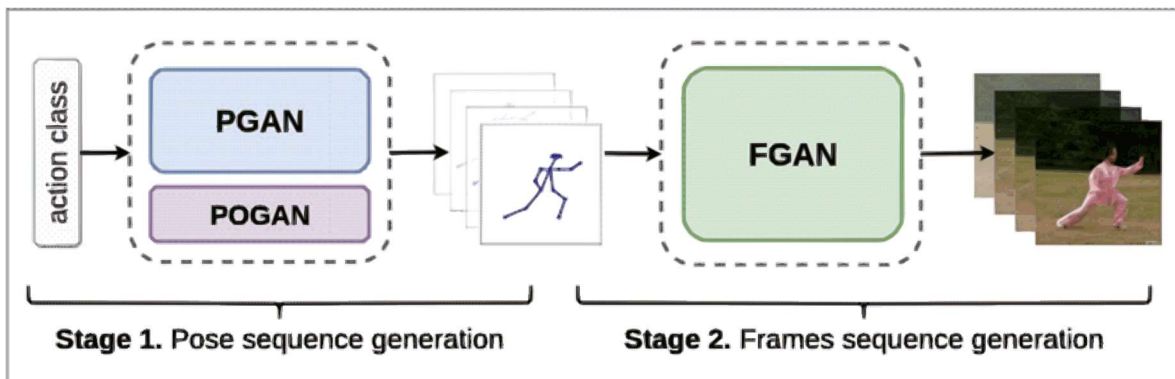 action class
PGAN
POGAN
FGAN
Stage 1. Pose sequence generation
Stage 2. Frames sequence generation